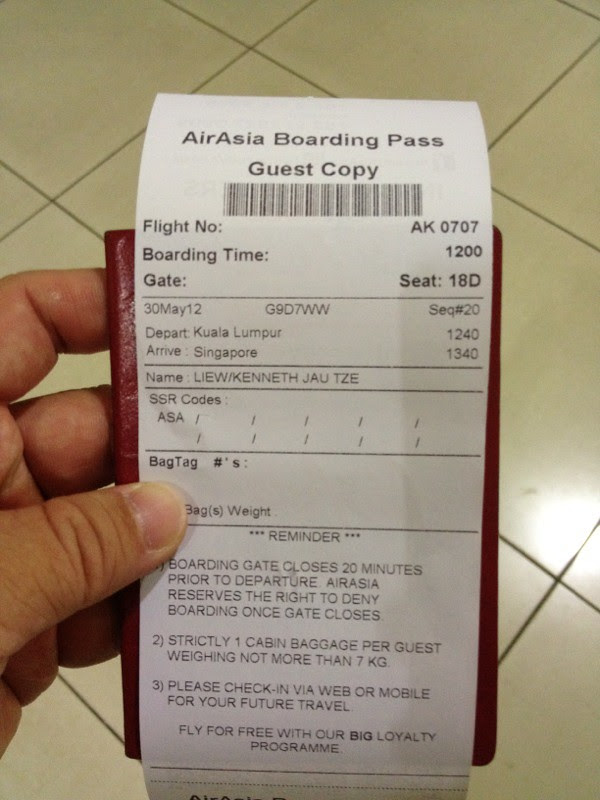 AirAsia Boarding Pass
Guest Copy
Flight No: AK 0707
Boarding Time: 1200
Gate: Seat: 18D
30May12 G9D7WW Seq#20
Depart: Kuala Lumpur 1240
Arrive : Singapore 1340
Name : LIEW/KENNETH JAU TZE
SSR Codes :
ASA / / / / /
/ / / / /
BagTag #'s:
Bag(s) Weight :
*** REMINDER ***
1) BOARDING GATE CLOSES 20 MINUTES
PRIOR TO DEPARTURE. AIRASIA
RESERVES THE RIGHT TO DENY
BOARDING ONCE GATE CLOSES.
2) STRICTLY 1 CABIN BAGGAGE PER GUEST
WEIGHING NOT MORE THAN 7 KG.
3) PLEASE CHECK-IN VIA WEB OR MOBILE
FOR YOUR FUTURE TRAVEL.
FLY FOR FREE WITH OUR BIG LOYALTY
PROGRAMME.
AirAsia